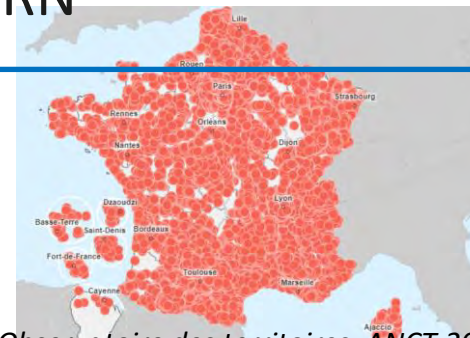 RN
Lille
Rouen
Paris
Strasbourg
Rennes
Orléans
Nantes
Dijon
Dzaoudzi
Lyon
Basse-Terre
Saint-Denis
Bordeaux
Fort-de-France
Toulouse
Marseille
Cayenne
Ajaccio
Observatoire des territoires, ANCT 20